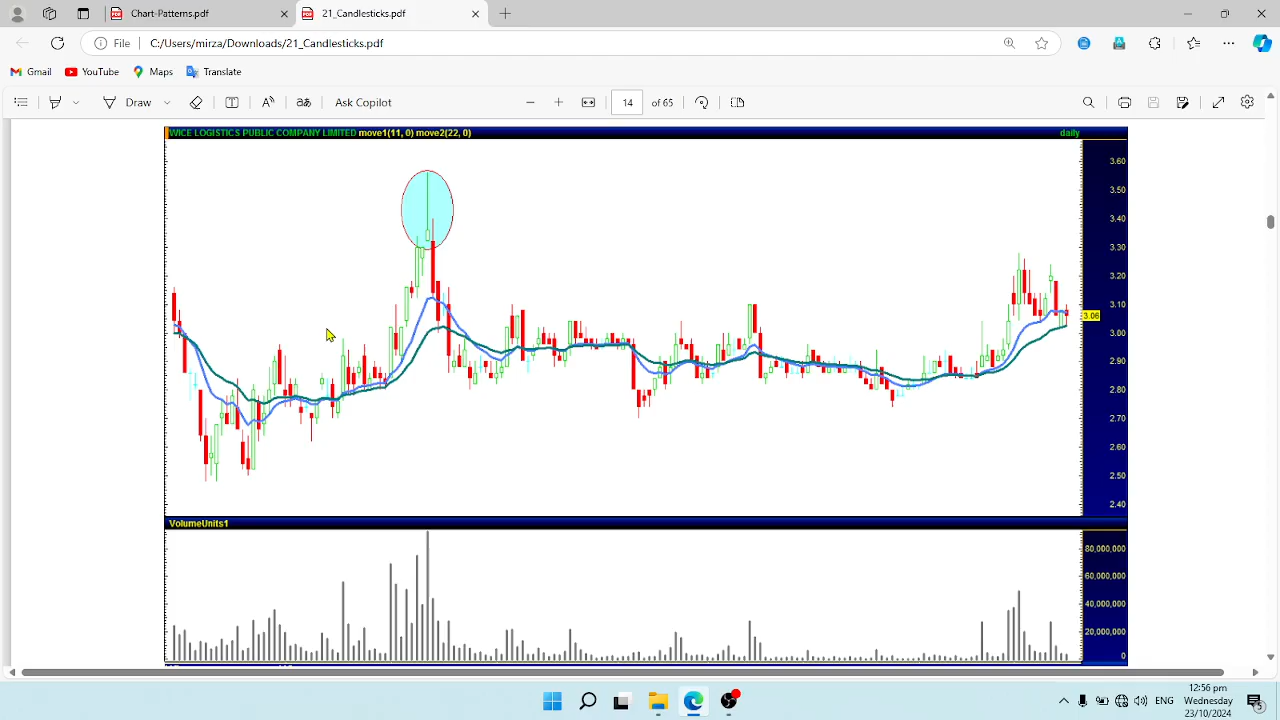 Chart-Patterns.pdf
21_Candlesticks.pdf
File
C:/Users/mirza/Downloads/21_Candlesticks.pdf
Gmail YouTube Maps Translate
Draw Ask Copilot 14 of 65
WICE LOGISTICS PUBLIC COMPANY LIMITED move1(11, 0) move2(22, 0) daily
3.60
3.50
3.40
3.30
3.20
3.10
3.06
3.00
2.90
2.80
2.70
2.60
2.50
2.40
VolumeUnits1
80,000,000
60,000,000
40,000,000
20,000,000
0
ENG
12:56 pm
Wednesday
23/10/2024